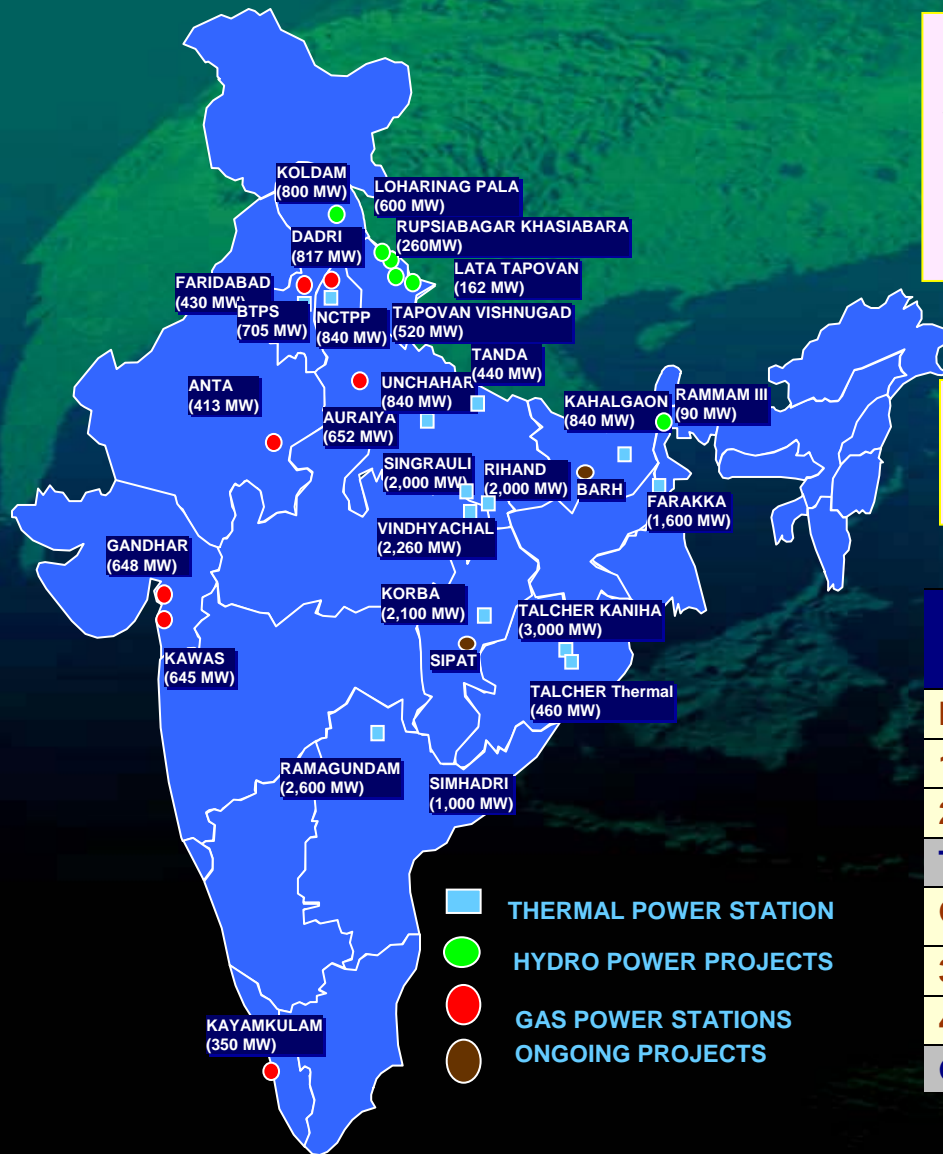 KOLDAM
(800 MW)
LOHARINAG PALA
(600 MW)
RUPSIABAGAR KHASIABARA
(260MW)
DADRI
(817 MW)
LATA TAPOVAN
(162 MW)
FARIDABAD
(430 MW)
BTPS
(705 MW)
NCTPP
(840 MW)
TAPOVAN VISHNUGAD
(520 MW)
TANDA
(440 MW)
ANTA
(413 MW)
UNCHAHAR
(840 MW)
KAHALGAON
(840 MW)
RAMMAM III
(90 MW)
AURAIYA
(652 MW)
SINGRAULI
(2,000 MW)
RIHAND
(2,000 MW)
BARH
FARAKKA
(1,600 MW)
VINDHYACHAL
(2,260 MW)
GANDHAR
(648 MW)
KORBA
(2,100 MW)
TALCHER KANIHA
(3,000 MW)
KAWAS
(645 MW)
SIPAT
TALCHER Thermal
(460 MW)
RAMAGUNDAM
(2,600 MW)
SIMHADRI
(1,000 MW)
THERMAL POWER STATION
HYDRO POWER PROJECTS
GAS POWER STATIONS
ONGOING PROJECTS
KAYAMKULAM
(350 MW)